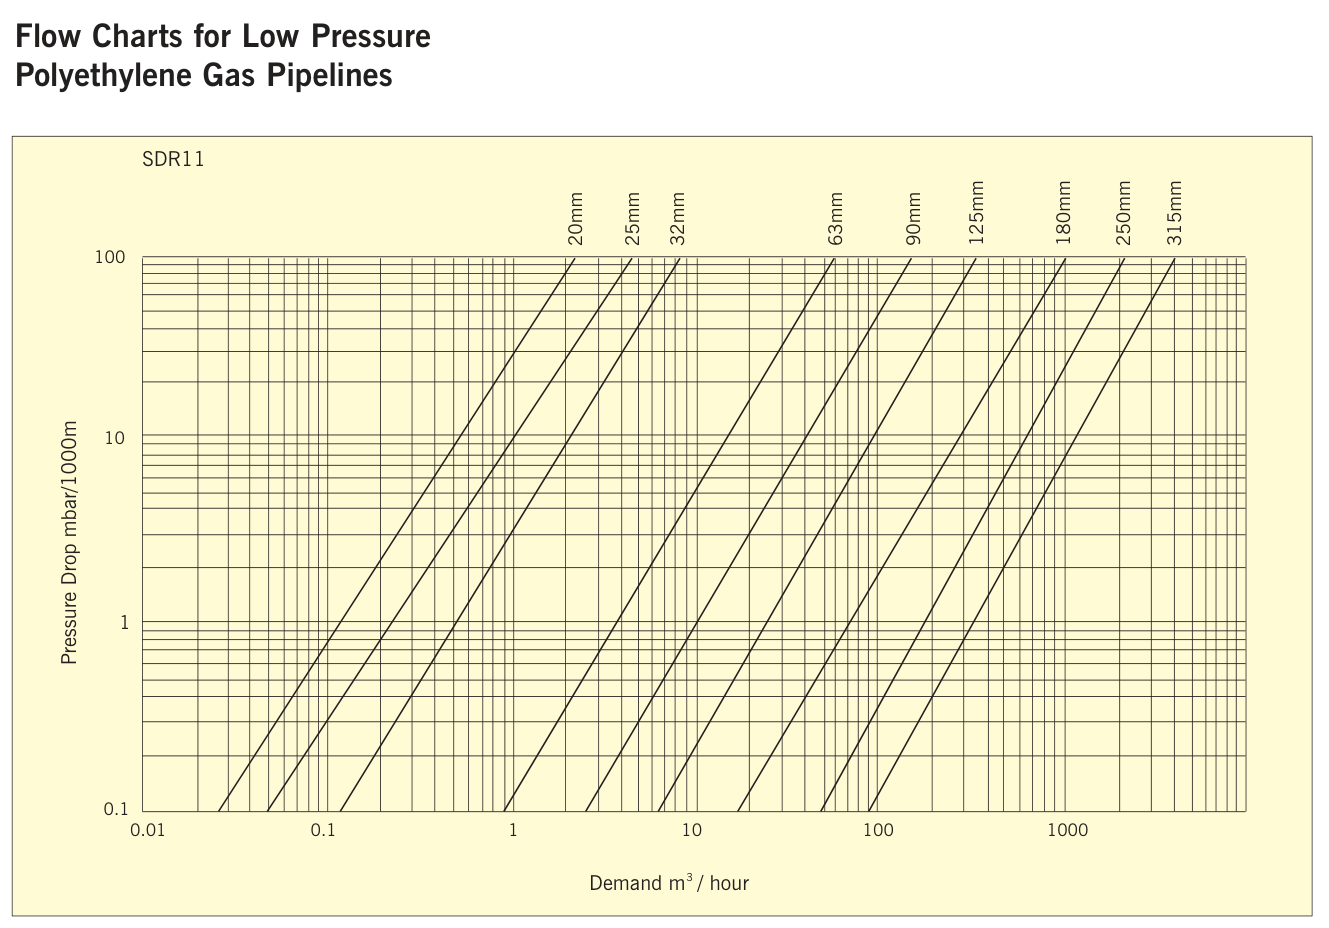 Flow Charts for Low Pressure
Polyethylene Gas Pipelines
SDR11
20mm
25mm
32mm
63mm
90mm
125mm
180mm
250mm
315mm
100
10
1
0.1
Pressure Drop mbar/1000m
0.01
0.1
1
10
100
1000
Demand m³ / hour